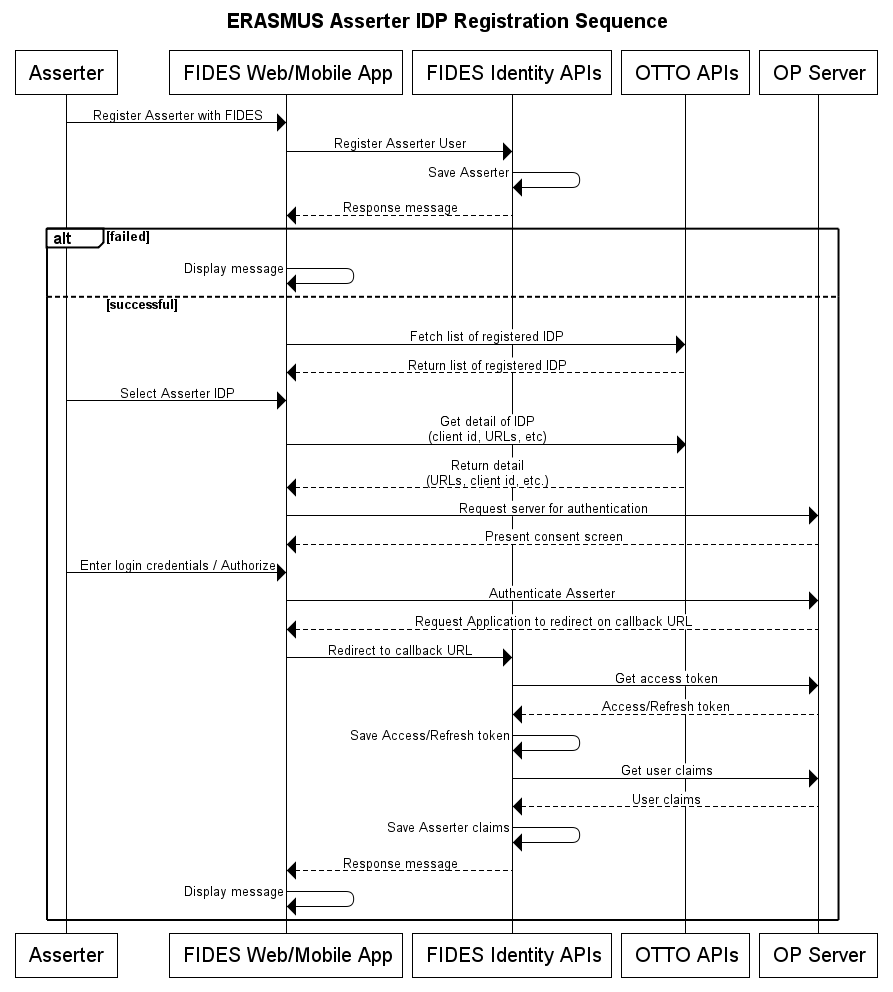 ERASMUS Asserter IDP Registration Sequence
Asserter
FIDES Web/Mobile App
FIDES Identity APIs
OTTO APIs
OP Server
Register Asserter with FIDES
Register Asserter User
Save Asserter
Response message
alt
[failed]
Display message
[successful]
Fetch list of registered IDP
Return list of registered IDP
Select Asserter IDP
Get detail of IDP
(client id, URLs, etc)
Return detail
(URLs, client id, etc.)
Request server for authentication
Present consent screen
Enter login credentials / Authorize
Authenticate Asserter
Request Application to redirect on callback URL
Redirect to callback URL
Get access token
Access/Refresh token
Save Access/Refresh token
Get user claims
User claims
Save Asserter claims
Response message
Display message
Asserter
FIDES Web/Mobile App
FIDES Identity APIs
OTTO APIs
OP Server